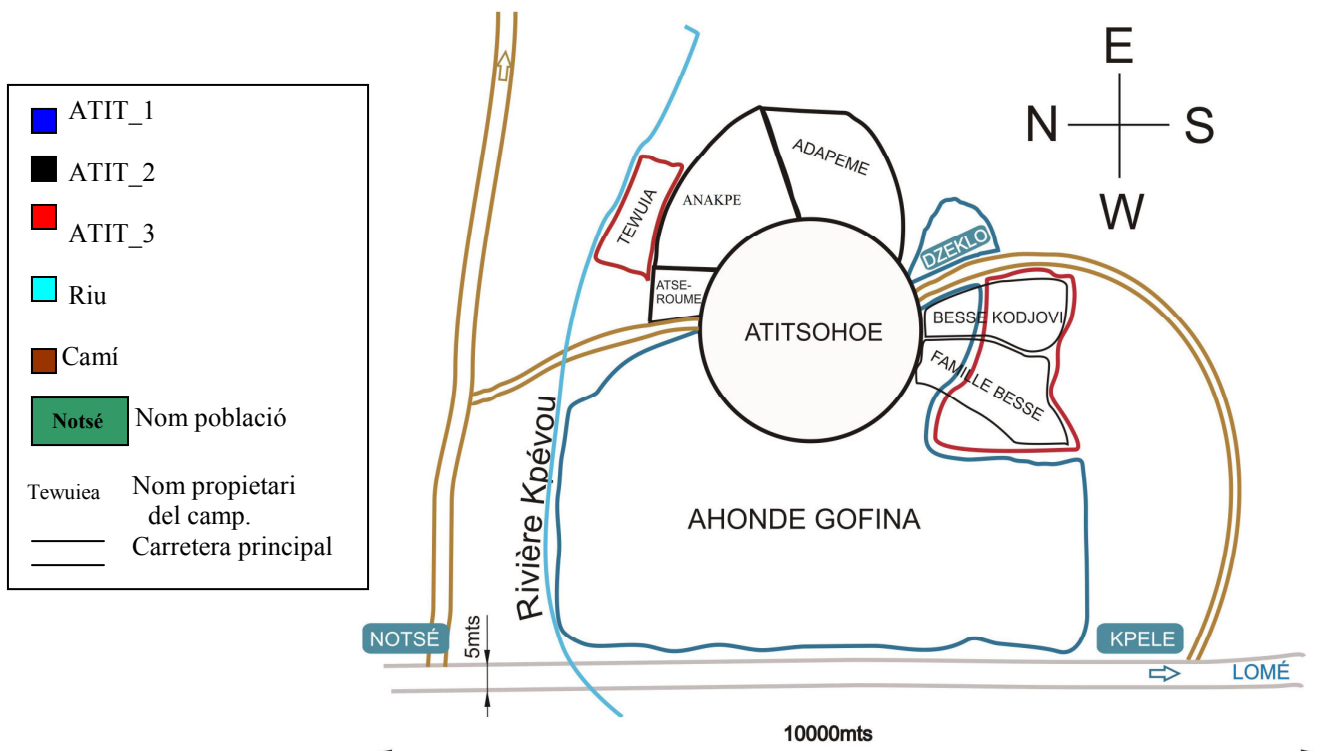 ATIT_1
ATIT_2
ATIT_3
Riu
Camí
Notsé Nom població
Tewuiea Nom propietari
del camp.
Carretera principal
E
N S
W
ADAPEME
ANAKPE
TEWUIA
DZEKLO
ATSE-
ROUME
BESSE KODJOVI
ATITSOHOE
FAMILLE BESSE
Rivière Kpévou
AHONDE GOFINA
NOTSÉ
5mts
KPELE
LOMÉ
10000mts